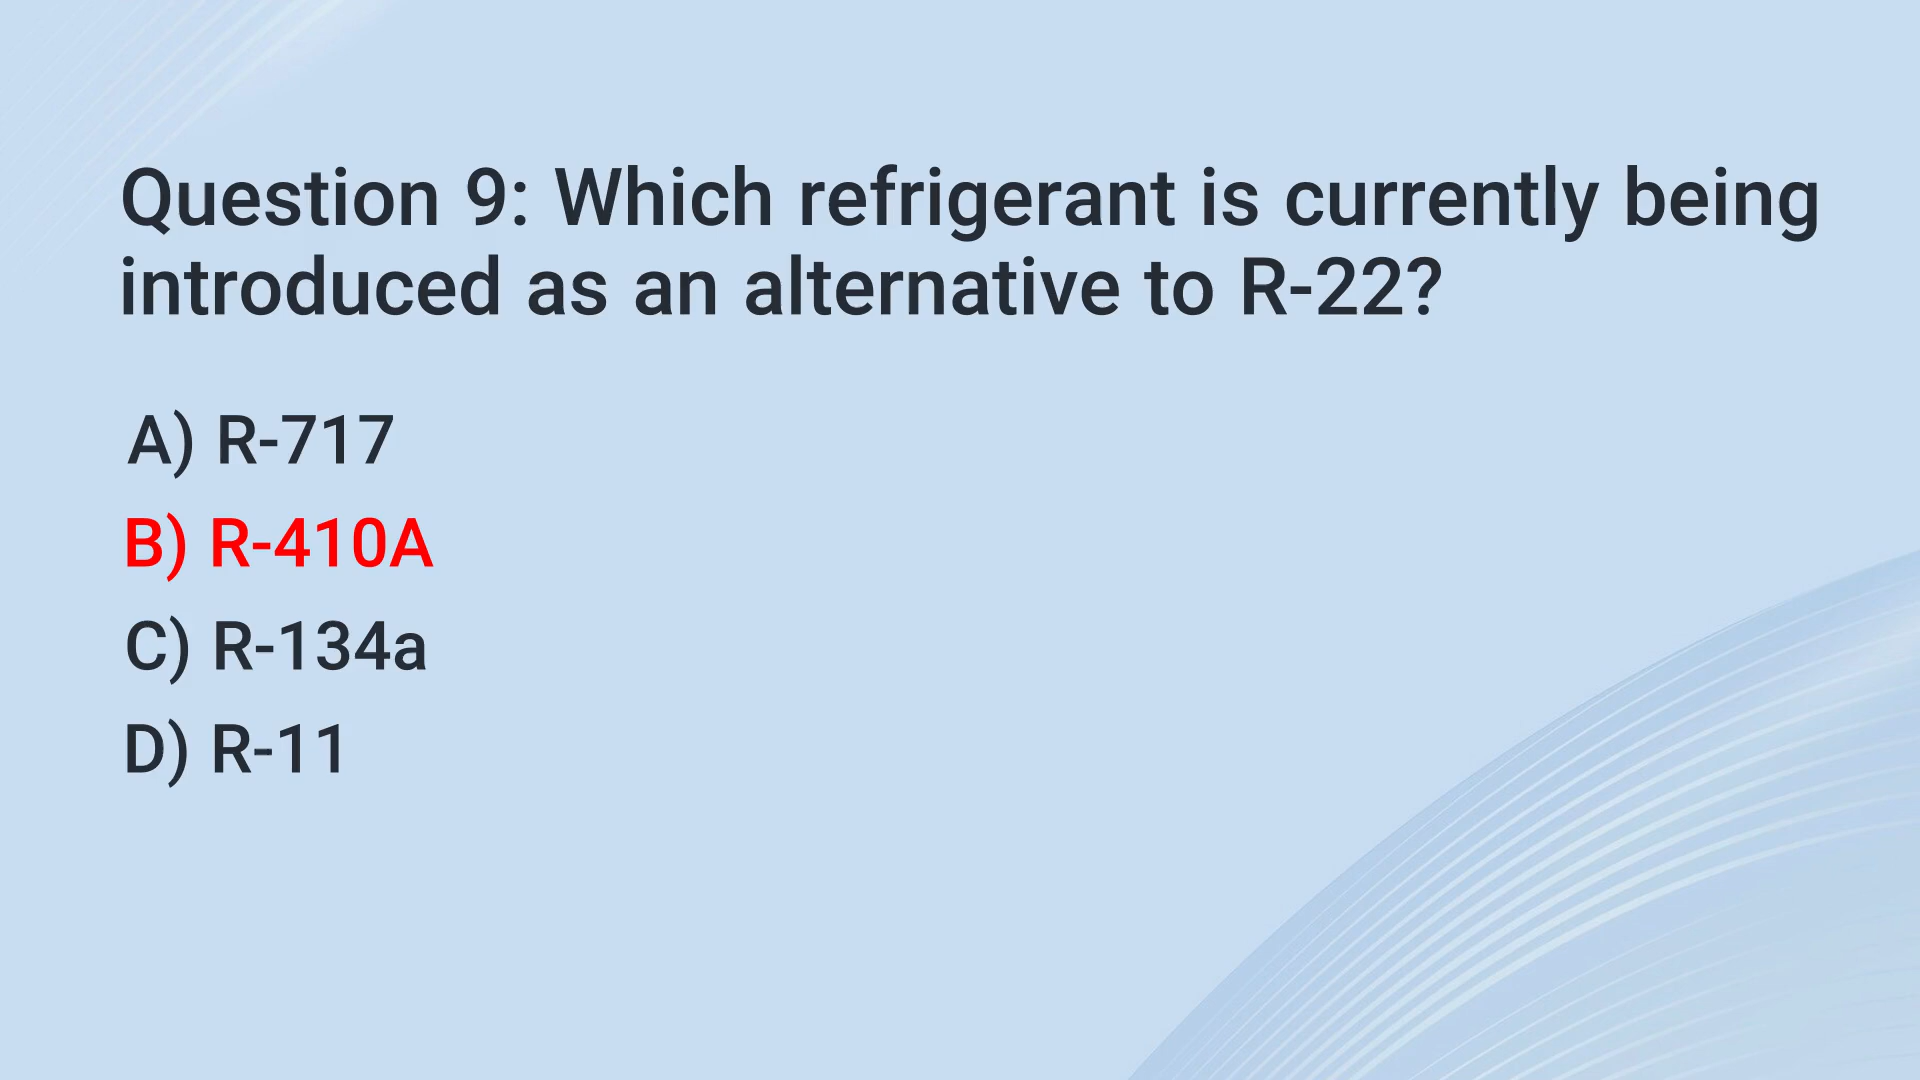 Question 9: Which refrigerant is currently being
introduced as an alternative to R-22?
A) R-717
B) R-410A
C) R-134a
D) R-11